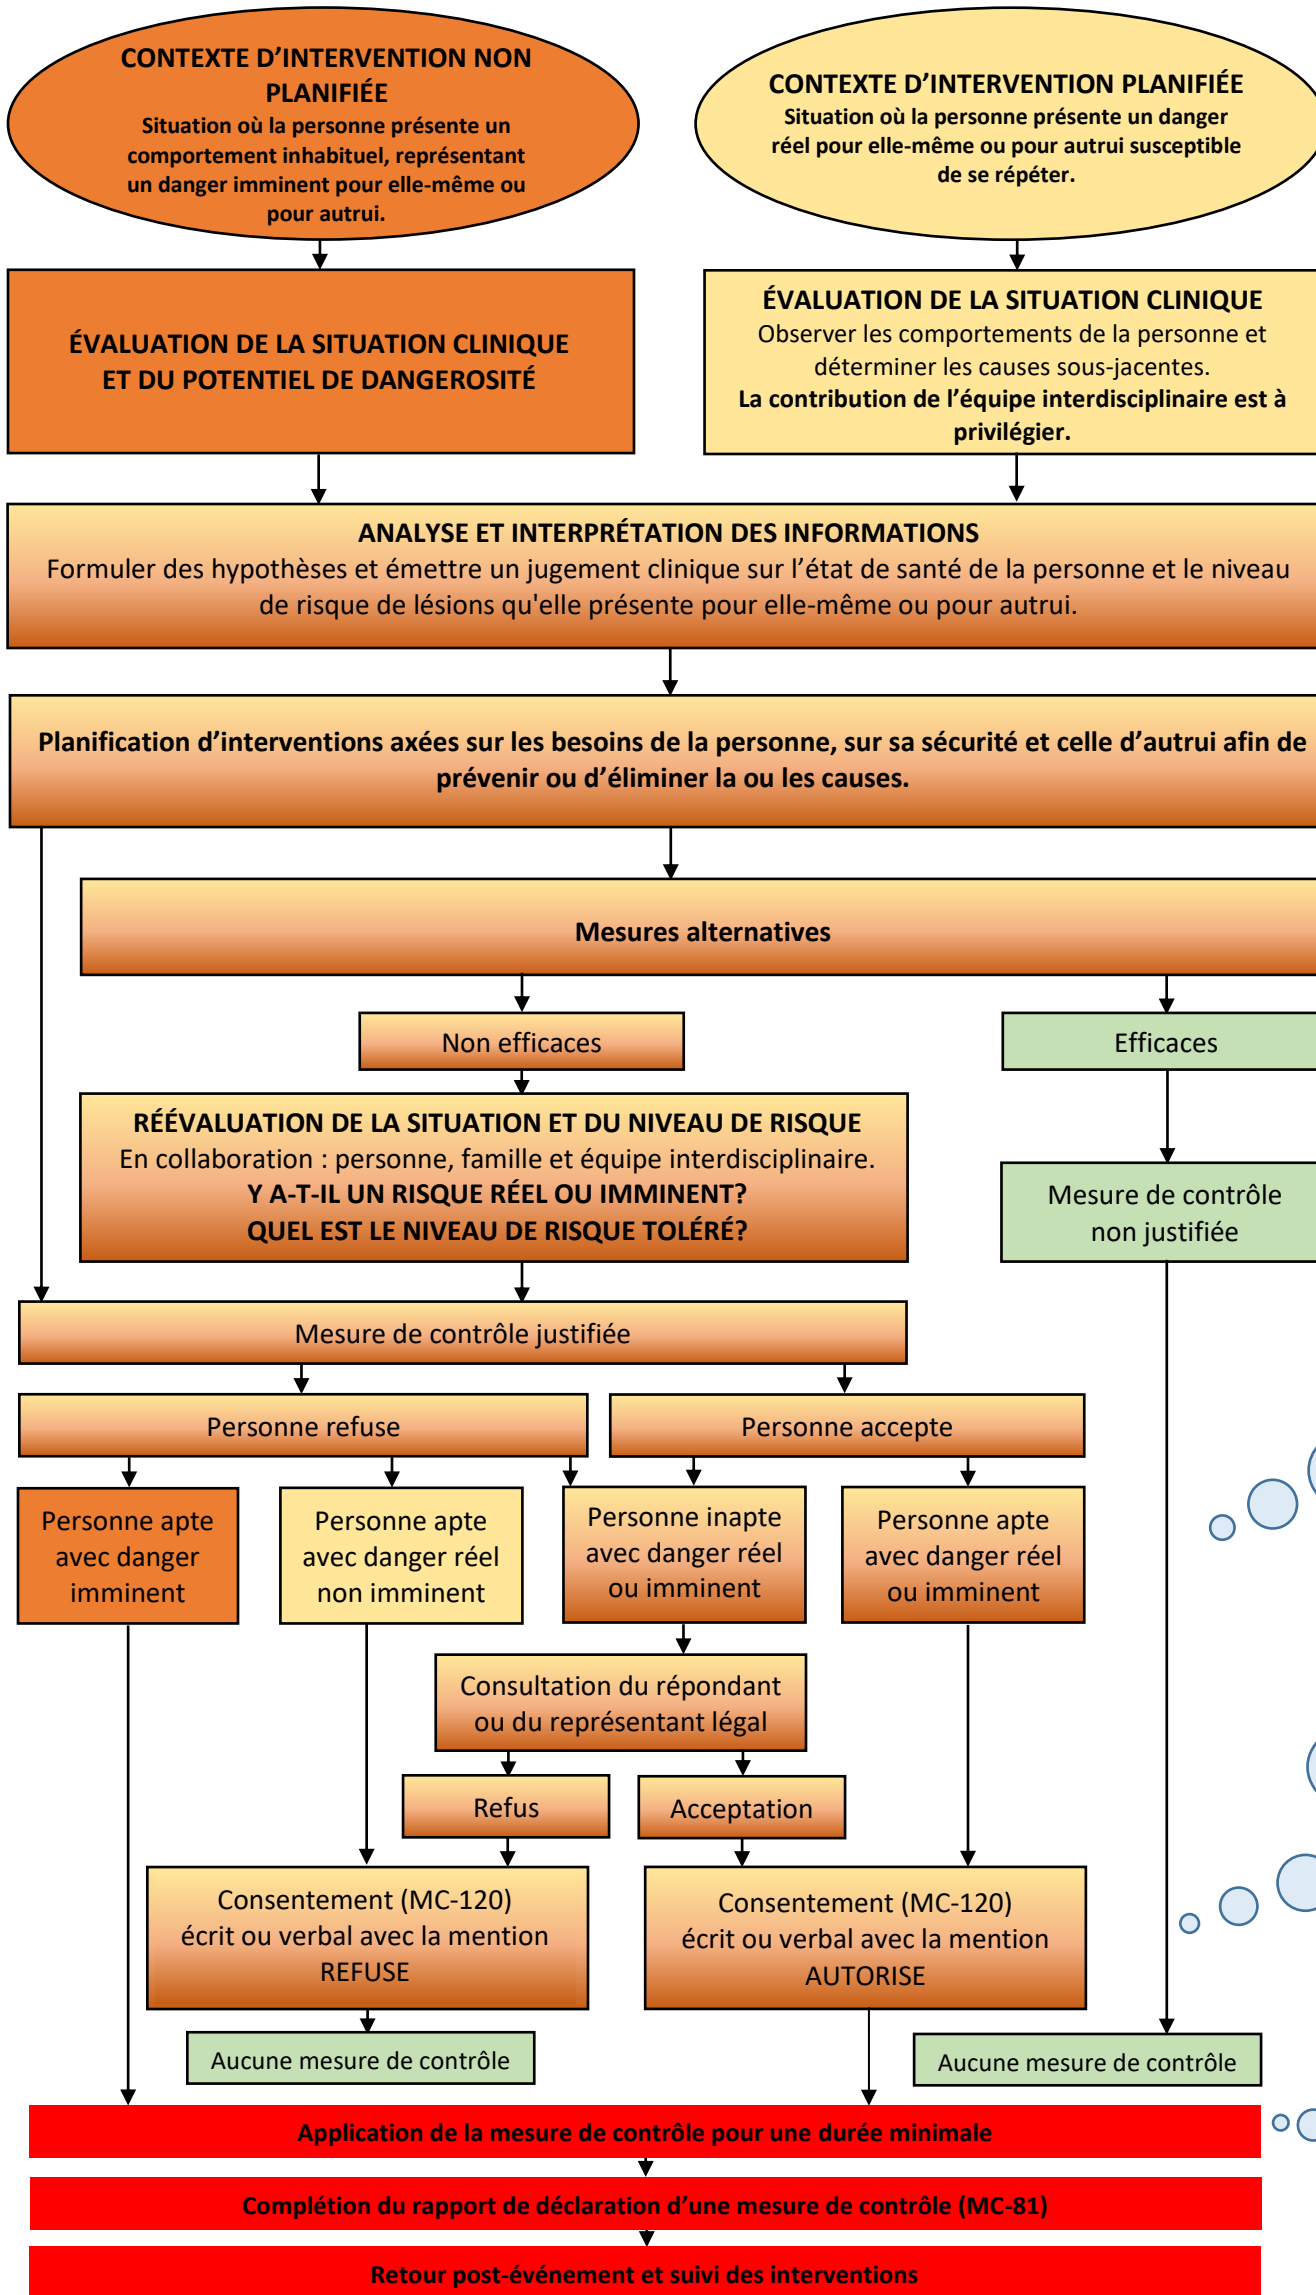 CONTEXTE D'INTERVENTION NON
PLANIFIÉE
Situation où la personne présente un
comportement inhabituel, représentant
un danger imminent pour elle-même ou
pour autrui.
CONTEXTE D'INTERVENTION PLANIFIÉE
Situation où la personne présente un danger
réel pour elle-même ou pour autrui susceptible
de se répéter.
ÉVALUATION DE LA SITUATION CLINIQUE
ET DU POTENTIEL DE DANGEROSITÉ
ÉVALUATION DE LA SITUATION CLINIQUE
Observer les comportements de la personne et
déterminer les causes sous-jacentes.
La contribution de l'équipe interdisciplinaire est à
privilégier.
ANALYSE ET INTERPRÉTATION DES INFORMATIONS
Formuler des hypothèses et émettre un jugement clinique sur l'état de santé de la personne et le niveau
de risque de lésions qu'elle présente pour elle-même ou pour autrui.
Planification d'interventions axées sur les besoins de la personne, sur sa sécurité et celle d'autrui afin de
prévenir ou d'éliminer la ou les causes.
Mesures alternatives
Non efficaces
Efficaces
RÉÉVALUATION DE LA SITUATION ET DU NIVEAU DE RISQUE
En collaboration : personne, famille et équipe interdisciplinaire.
Y A-T-IL UN RISQUE RÉEL OU IMMINENT?
QUEL EST LE NIVEAU DE RISQUE TOLÉRÉ?
Mesure de contrôle
non justifiée
Mesure de contrôle justifiée
Personne refuse
Personne accepte
Personne apte
avec danger
imminent
Personne apte
avec danger réel
non imminent
Personne inapte
avec danger réel
ou imminent
Personne apte
avec danger réel
ou imminent
Consultation du répondant
ou du représentant légal
Refus
Acceptation
Consentement (MC-120)
écrit ou verbal avec la mention
REFUSE
Consentement (MC-120)
écrit ou verbal avec la mention
AUTORISE
Aucune mesure de contrôle
Aucune mesure de contrôle
Application de la mesure de contrôle pour une durée minimale
Complétion du rapport de déclaration d'une mesure de contrôle (MC-81)
Retour post-événement et suivi des interventions